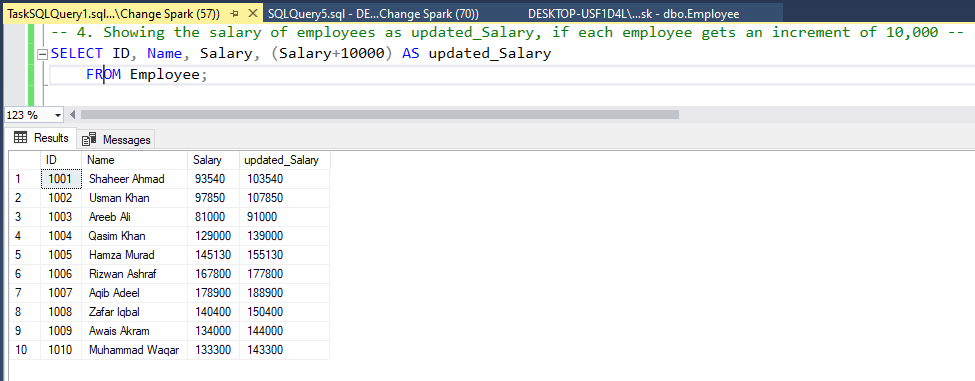 TaskSQLQuery1.sql...\Change Spark (57)) SQLQuery5.sql - DE...Change Spark (70)) DESKTOP-USF1D4L\...sk - dbo.Employee
-- 4. Showing the salary of employees as updated_Salary, if each employee gets an increment of 10,000 --
SELECT ID, Name, Salary, (Salary+10000) AS updated_Salary
FROM Employee;
123 %
Results Messages
ID Name Salary updated_Salary
1 1001 Shaheer Ahmad 93540 103540
2 1002 Usman Khan 97850 107850
3 1003 Areeb Ali 81000 91000
4 1004 Qasim Khan 129000 139000
5 1005 Hamza Murad 145130 155130
6 1006 Rizwan Ashraf 167800 177800
7 1007 Aqib Adeel 178900 188900
8 1008 Zafar Iqbal 140400 150400
9 1009 Awais Akram 134000 144000
10 1010 Muhammad Waqar 133300 143300